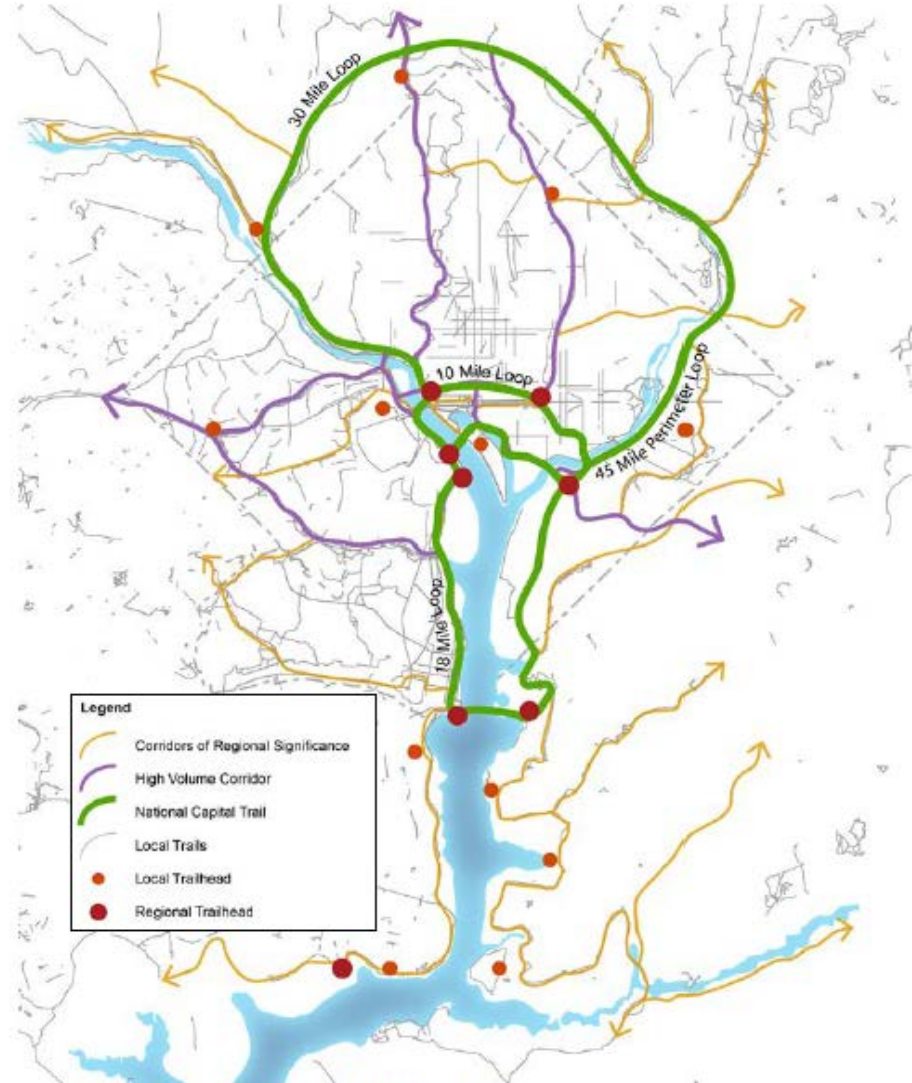 30 Mile Loop
10 Mile Loop
45 Mile Perimeter Loop
18 Mile Loop
Legend
Corridors of Regional Significance
High Volume Corridor
National Capital Trail
Local Trails
Local Trailhead
Regional Trailhead